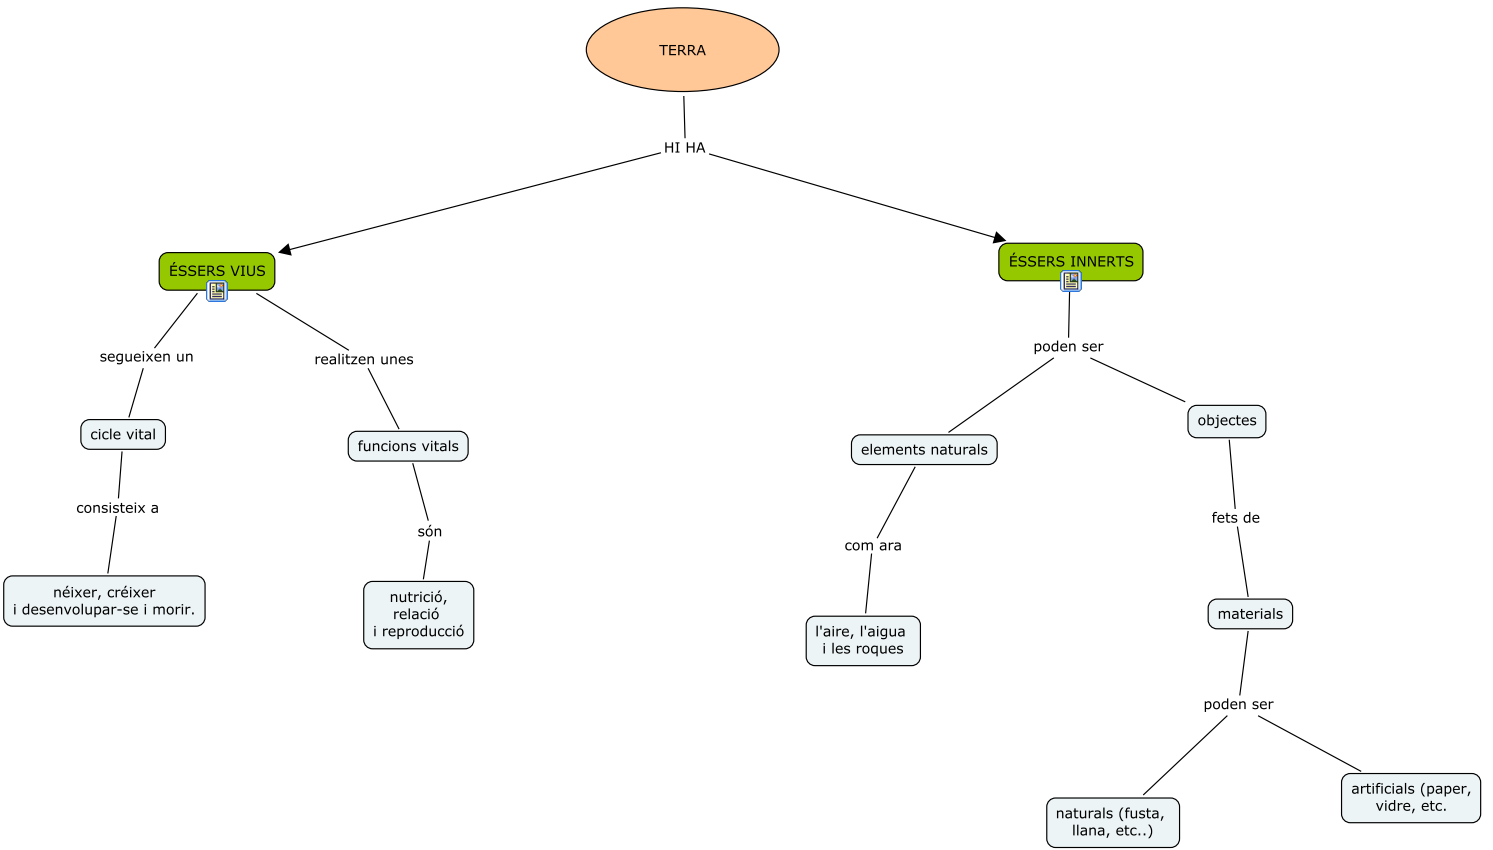 TERRA
HI HA
ÉSSERS VIUS
ÉSSERS INNERTS
segueixen un
realitzen unes
poden ser
cicle vital
funcions vitals
elements naturals
objectes
consisteix a
són
com ara
fets de
néixer, créixer
i desenvolupar-se i morir.
nutrició,
relació
i reproducció
l'aire, l'aigua
i les roques
materials
poden ser
naturals (fusta,
llana, etc..)
artificials (paper,
vidre, etc.